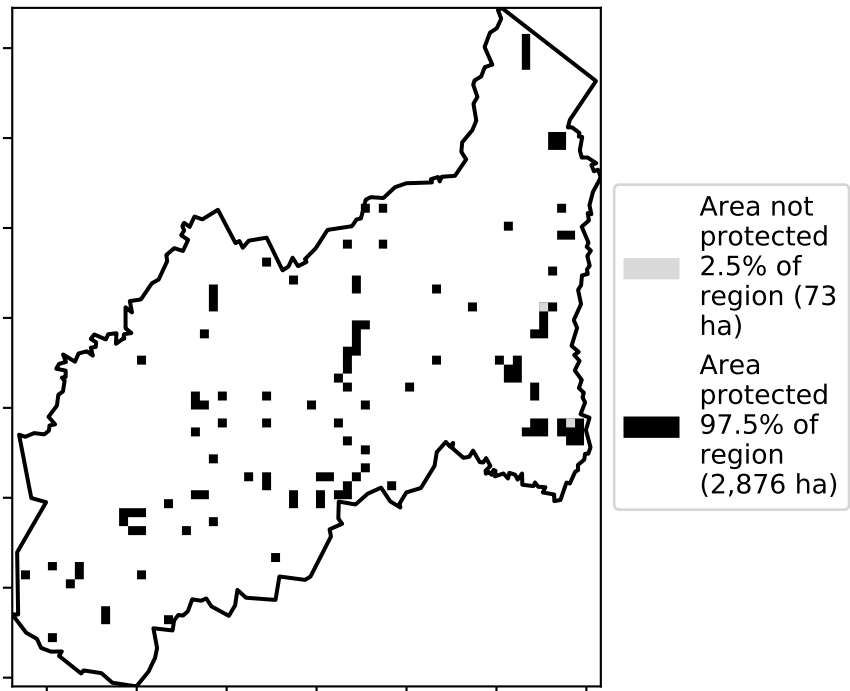 Area not
protected
2.5% of
region (73
ha)
Area
protected
97.5% of
region
(2,876 ha)